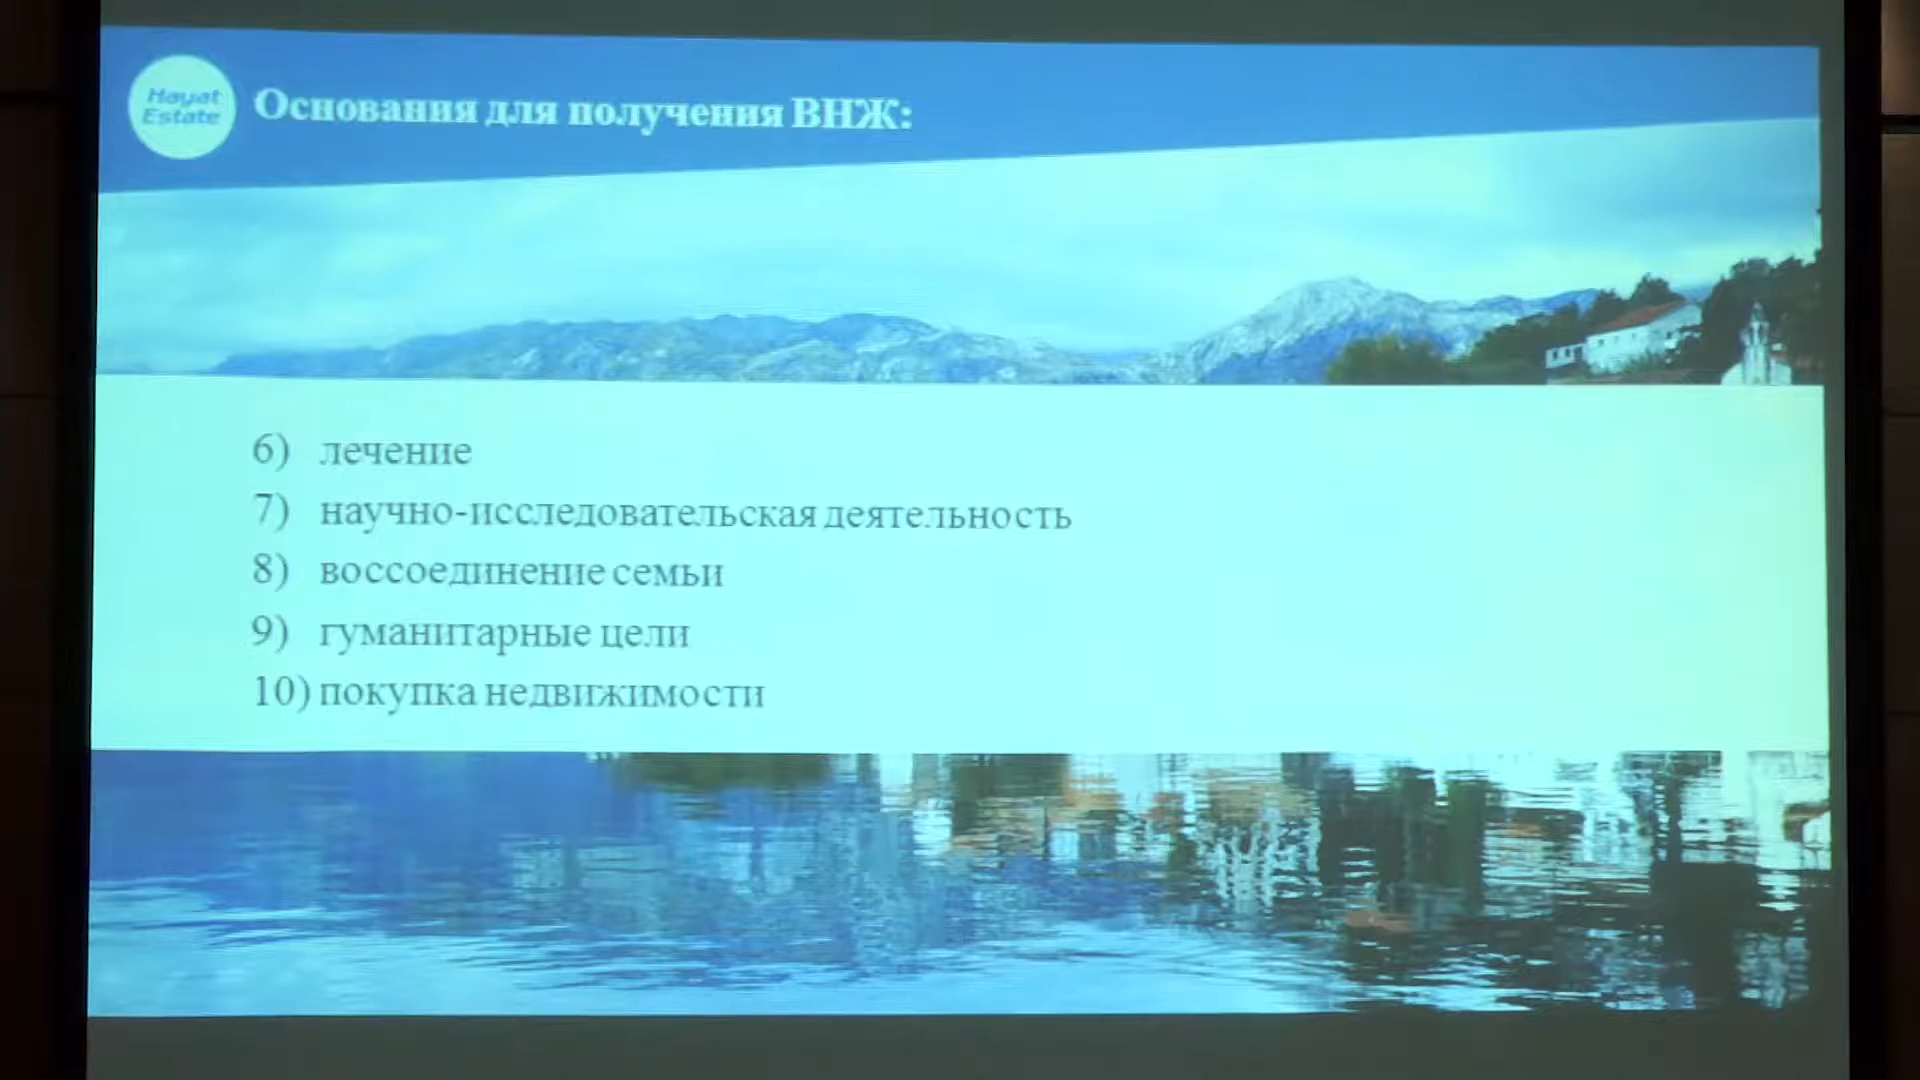 Hayat
Estate
Основания для получения ВНЖ:
6) лечение
7) научно-исследовательская деятельность
8) воссоединение семьи
9) гуманитарные цели
10) покупка недвижимости